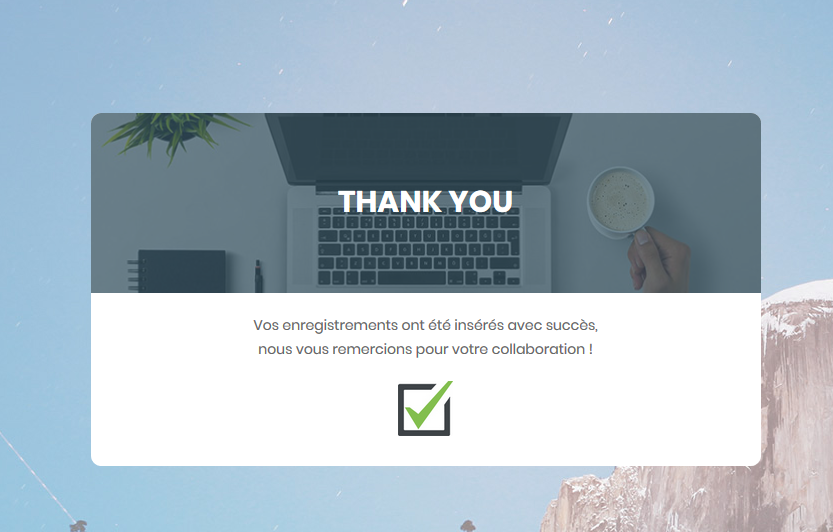 THANK YOU
Vos enregistrements ont été insérés avec succès,
nous vous remercions pour votre collaboration !